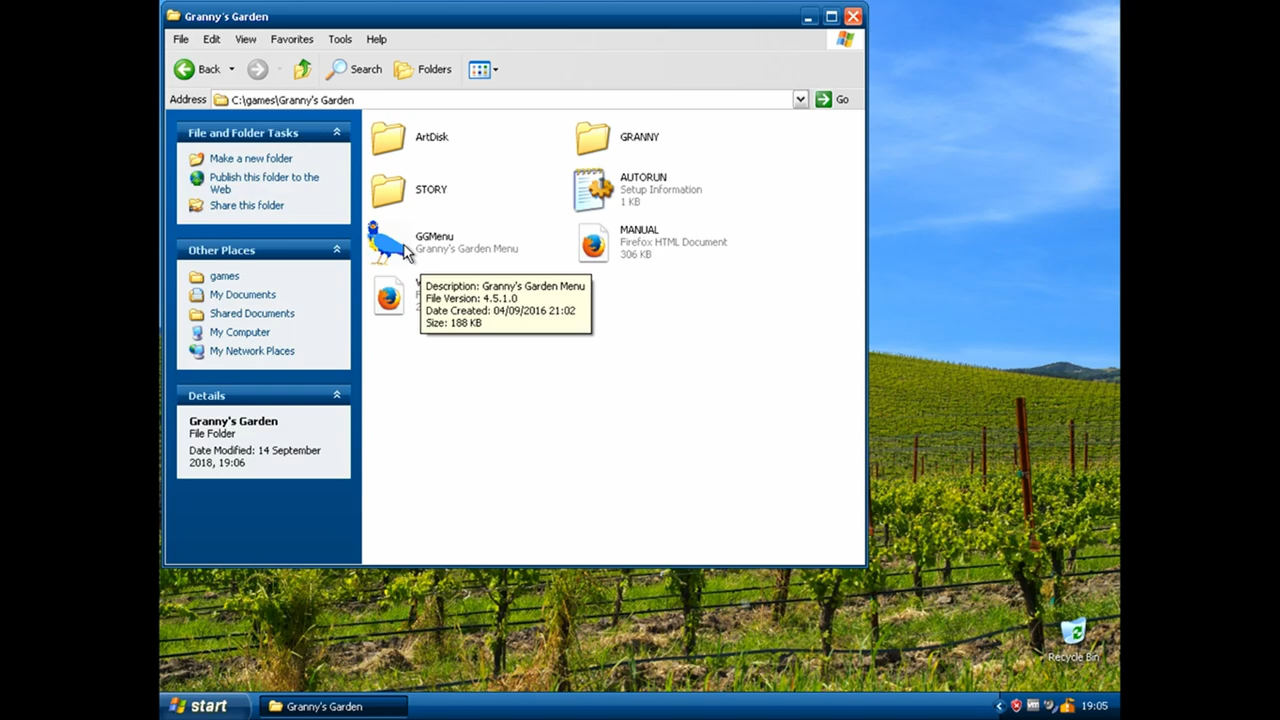 Granny's Garden
File Edit View Favorites Tools Help
Back Search Folders
Address C:\games\Granny's Garden Go
File and Folder Tasks
Make a new folder
Publish this folder to the
Web
Share this folder
Other Places
games
My Documents
Shared Documents
My Computer
My Network Places
Details
Granny's Garden
File Folder
Date Modified: 14 September
2018, 19:06
ArtDisk
GRANNY
STORY
AUTORUN
Setup Information
1 KB
GGMenu
Granny's Garden Menu
MANUAL
Firefox HTML Document
306 KB
Description: Granny's Garden Menu
File Version: 4.5.1.0
Date Created: 04/09/2016 21:02
Size: 188 KB
Recycle Bin
start Granny's Garden 19:05